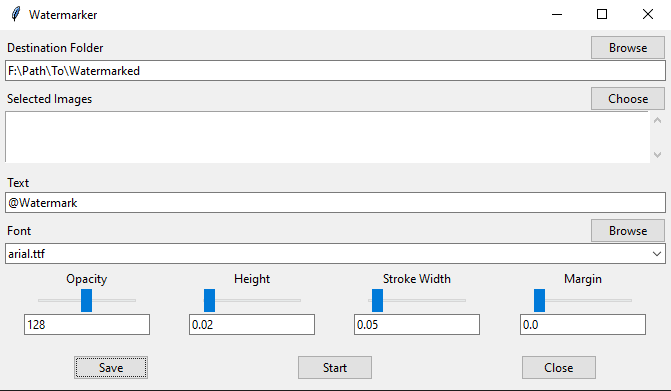 Watermarker
Destination Folder Browse
F:\Path\To\Watermarked
Selected Images Choose
Text
@Watermark
Font Browse
arial.ttf
Opacity Height Stroke Width Margin
128 0.02 0.05 0.0
Save Start Close